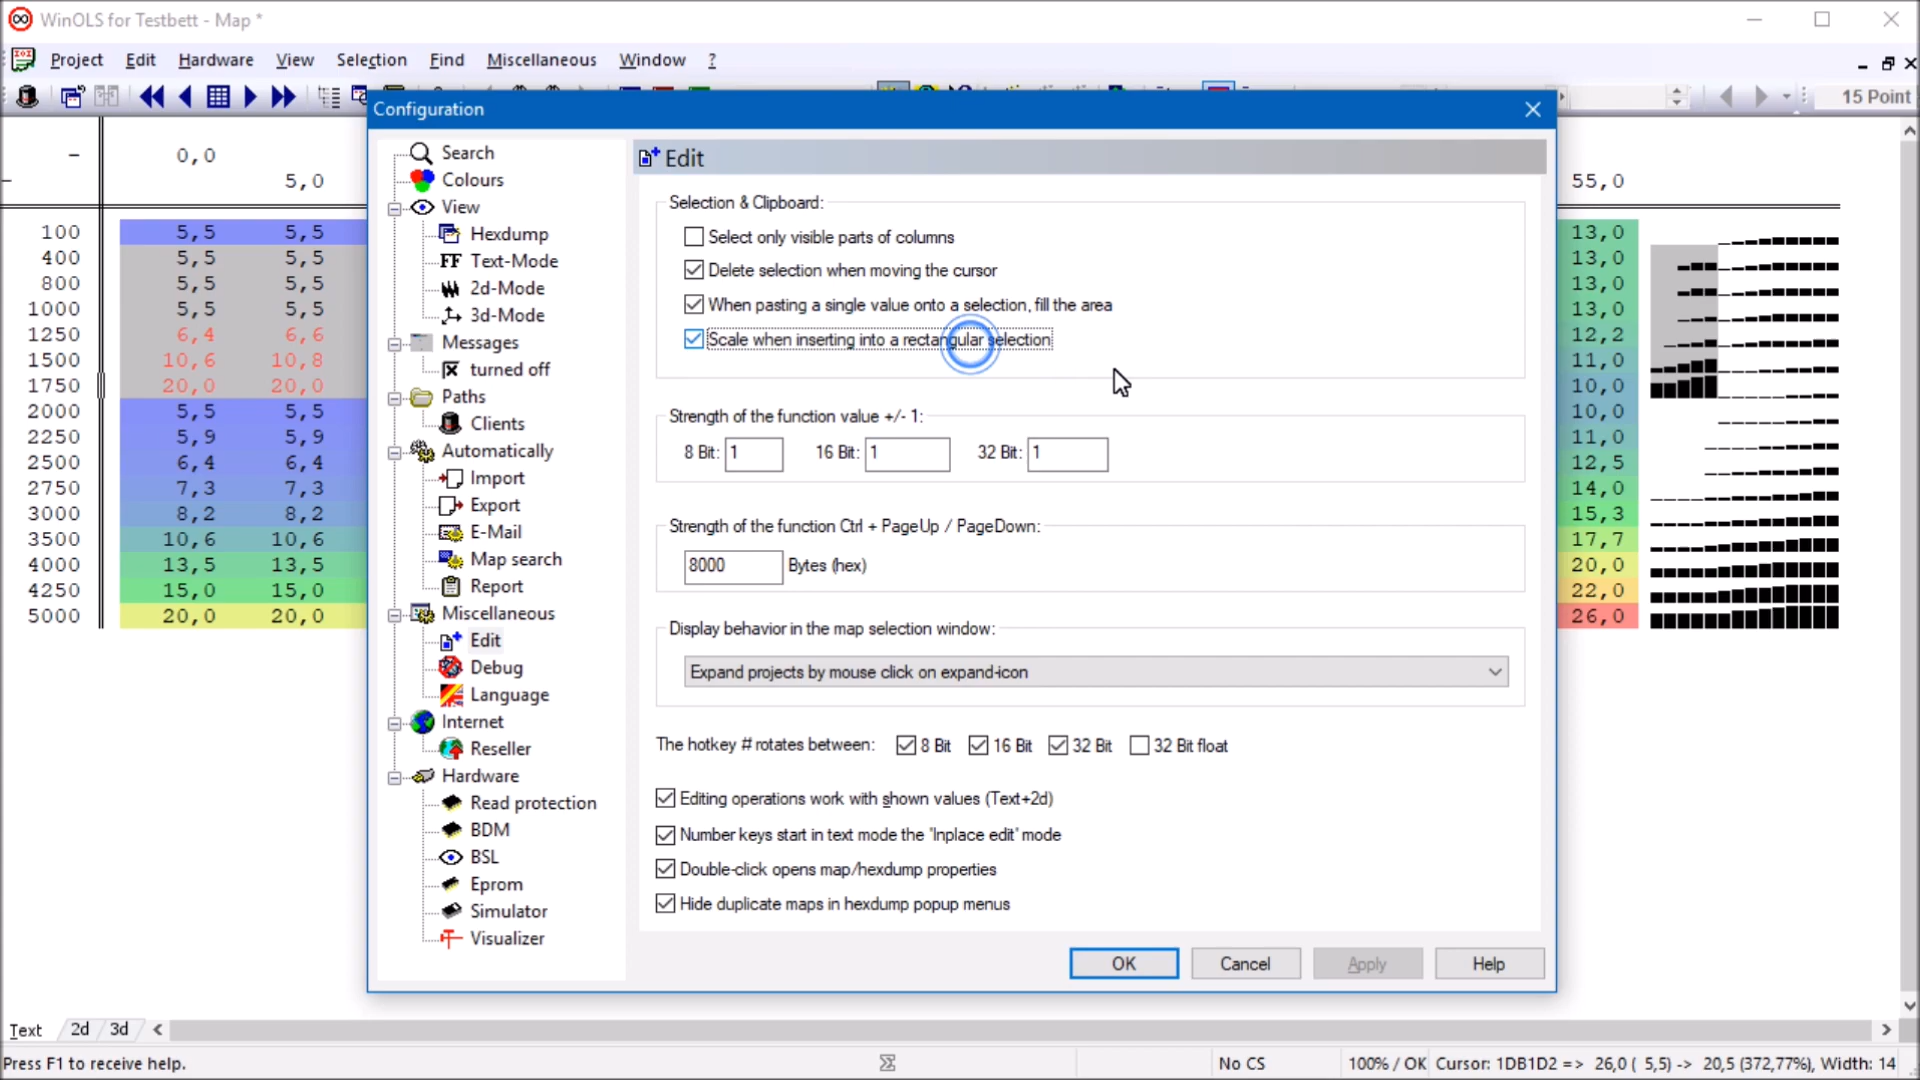 WinOLS for Testbett - Map *
Project Edit Hardware View Selection Find Miscellaneous Window ?
15 Point
Configuration
Search
Colours
View
Hexdump
FF Text-Mode
2d-Mode
3d-Mode
Messages
turned off
Paths
Clients
Automatically
Import
Export
E-Mail
Map search
Report
Miscellaneous
Edit
Debug
Language
Internet
Reseller
Hardware
Read protection
BDM
BSL
Eprom
Simulator
Visualizer
Edit
Selection & Clipboard:
Select only visible parts of columns
Delete selection when moving the cursor
When pasting a single value onto a selection, fill the area
Scale when inserting into a rectangular selection
Strength of the function value +/- 1:
8 Bit: 1 16 Bit: 1 32 Bit: 1
Strength of the function Ctrl + PageUp / PageDown:
8000 Bytes (hex)
Display behavior in the map selection window:
Expand projects by mouse click on expand-icon
The hotkey # rotates between: 8 Bit 16 Bit 32 Bit 32 Bit float
Editing operations work with shown values (Text+2d)
Number keys start in text mode the 'Inplace edit' mode
Double-click opens map/hexdump properties
Hide duplicate maps in hexdump popup menus
OK Cancel Apply Help
- 0,0
- 5,0 55,0
100 5,5 5,5 13,0
400 5,5 5,5 13,0
800 5,5 5,5 13,0
1000 5,5 5,5 13,0
1250 6,4 6,6 12,2
1500 10,6 10,8 11,0
1750 20,0 20,0 10,0
2000 5,5 5,5 10,0
2250 5,9 5,9 11,0
2500 6,4 6,4 12,5
2750 7,3 7,3 14,0
3000 8,2 8,2 15,3
3500 10,6 10,6 17,7
4000 13,5 13,5 20,0
4250 15,0 15,0 22,0
5000 20,0 20,0 26,0
Text 2d 3d
Press F1 to receive help. No CS 100% / OK Cursor: 1DB1D2 => 26,0 ( 5,5) -> 20,5 (372,77%), Width: 14